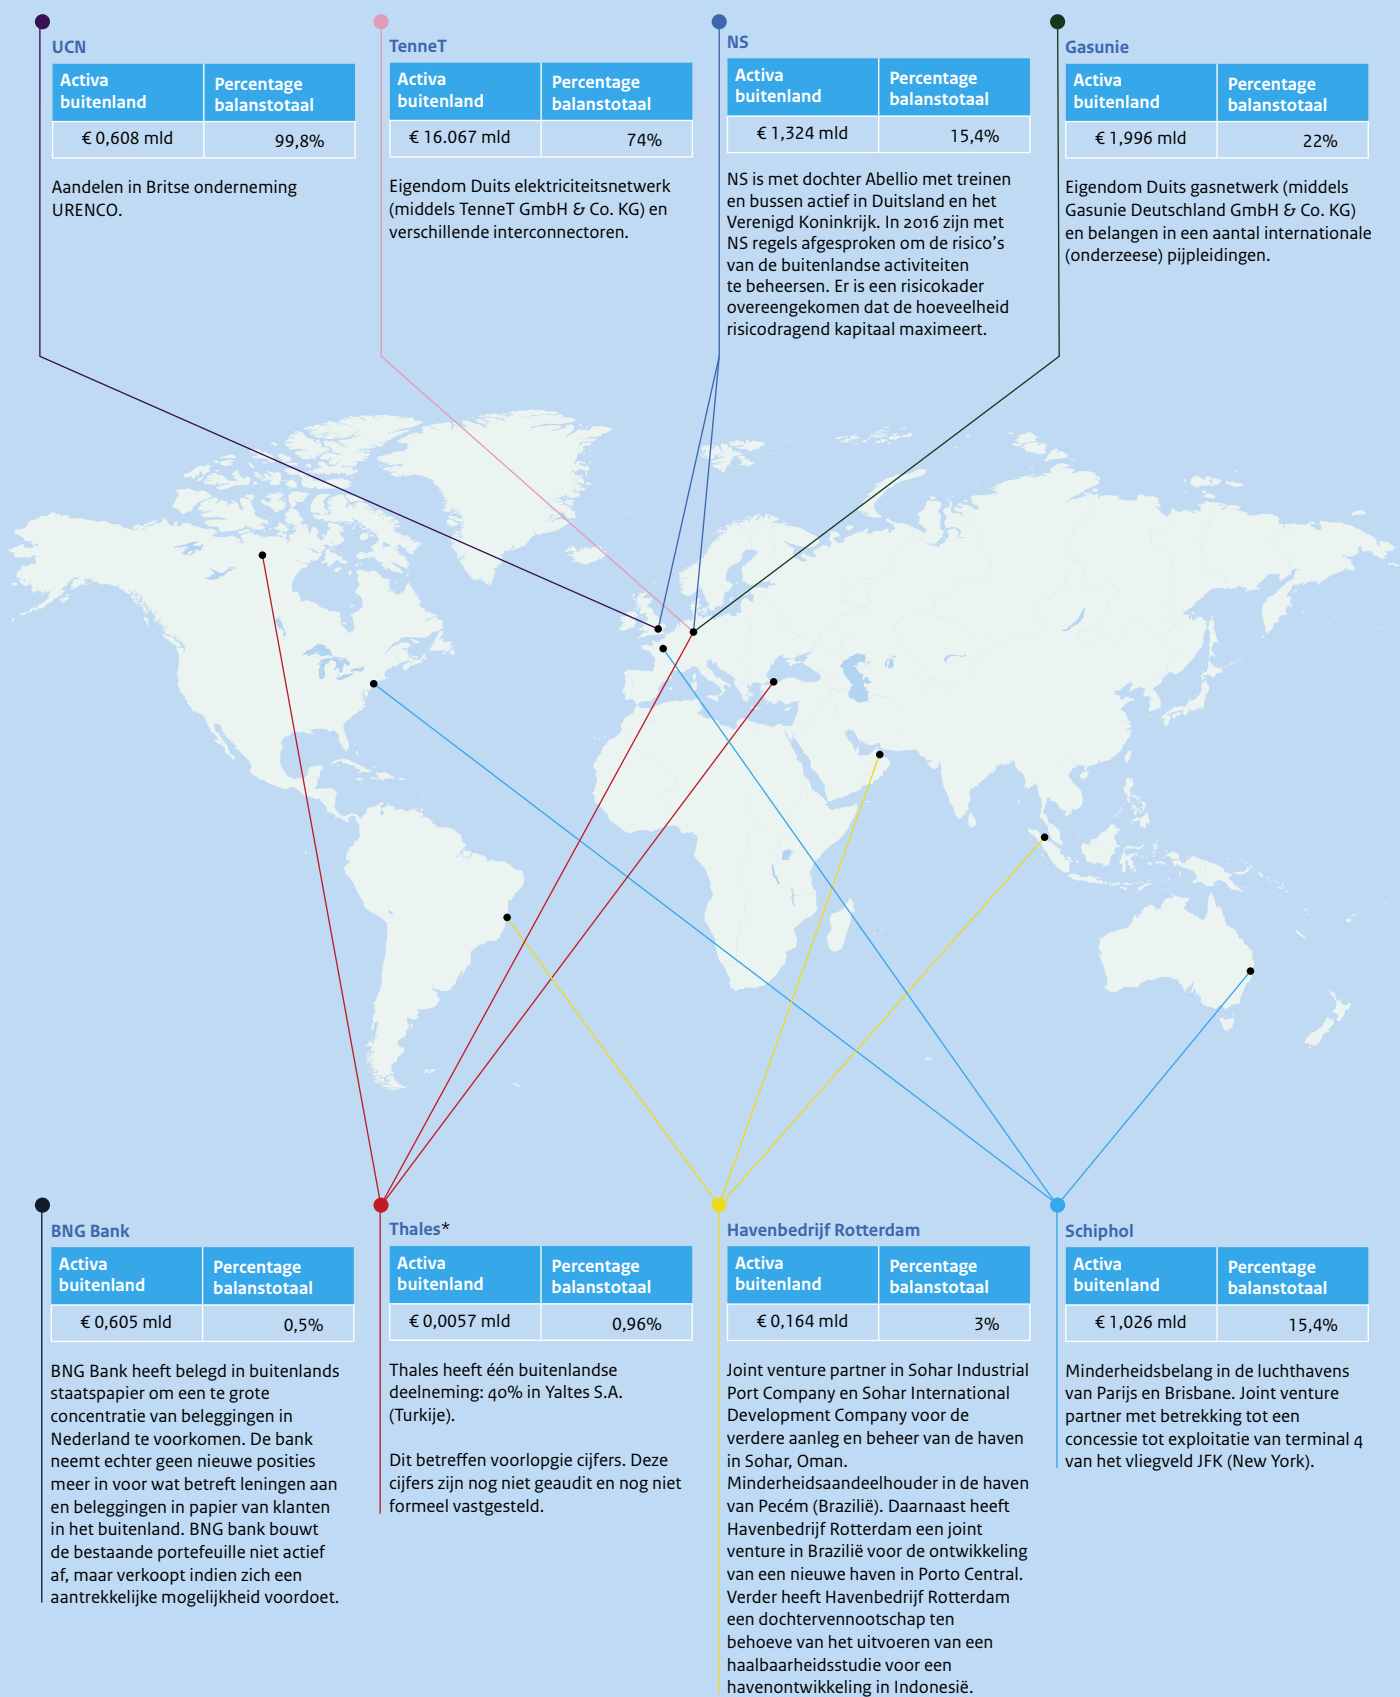 UCN
Activa buitenland
Percentage balanstotaal
€ 0,608 mld
99,8%
Aandelen in Britse onderneming
URENCO.
TenneT
Activa buitenland
Percentage balanstotaal
€ 16.067 mld
74%
Eigendom Duits elektriciteitsnetwerk
(middels TenneT GmbH & Co. KG) en
verschillende interconnectoren.
NS
Activa buitenland
Percentage balanstotaal
€ 1,324 mld
15,4%
NS is met dochter Abellio met treinen
en bussen actief in Duitsland en het
Verenigd Koninkrijk. In 2016 zijn met
NS regels afgesproken om de risico's
van de buitenlandse activiteiten
te beheersen. Er is een risicokader
overeengekomen dat de hoeveelheid
risicodragend kapitaal maximeert.
Gasunie
Activa buitenland
Percentage balanstotaal
€ 1,996 mld
22%
Eigendom Duits gasnetwerk (middels
Gasunie Deutschland GmbH & Co. KG)
en belangen in een aantal internationale
(onderzeese) pijpleidingen.
BNG Bank
Activa buitenland
Percentage balanstotaal
€ 0,605 mld
0,5%
BNG Bank heeft belegd in buitenlands
staatspapier om een te grote
concentratie van beleggingen in
Nederland te voorkomen. De bank
neemt echter geen nieuwe posities
meer in voor wat betreft leningen aan
en beleggingen in papier van klanten
in het buitenland. BNG bank bouwt
de bestaande portefeuille niet actief
af, maar verkoopt indien zich een
aantrekkelijke mogelijkheid voordoet.
Thales*
Activa buitenland
Percentage balanstotaal
€ 0,0057 mld
0,96%
Thales heeft één buitenlandse
deelneming: 40% in Yaltes S.A.
(Turkije).
Dit betreffen voorlopgie cijfers. Deze
cijfers zijn nog niet geaudit en nog niet
formeel vastgesteld.
Havenbedrijf Rotterdam
Activa buitenland
Percentage balanstotaal
€ 0,164 mld
3%
Joint venture partner in Sohar Industrial
Port Company en Sohar International
Development Company voor de
verdere aanleg en beheer van de haven
in Sohar, Oman.
Minderheidsaandeelhouder in de haven
van Pecém (Brazilië). Daarnaast heeft
Havenbedrijf Rotterdam een joint
venture in Brazilië voor de ontwikkeling
van een nieuwe haven in Porto Central.
Verder heeft Havenbedrijf Rotterdam
een dochtervennootschap ten
behoeve van het uitvoeren van een
haalbaarheidsstudie voor een
havenontwikkeling in Indonesië.
Schiphol
Activa buitenland
Percentage balanstotaal
€ 1,026 mld
15,4%
Minderheidsbelang in de luchthavens
van Parijs en Brisbane. Joint venture
partner met betrekking tot een
concessie tot exploitatie van terminal 4
van het vliegveld JFK (New York).